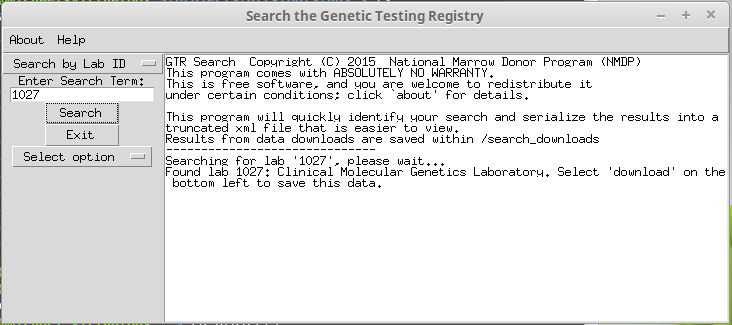 Search the Genetic Testing Registry
About Help
Search by Lab ID
Enter Search Term:
1027
Search
Exit
Select option
GTR Search  Copyright (C) 2015  National Marrow Donor Program (NMDP)
This program comes with ABSOLUTELY NO WARRANTY.
This is free software, and you are welcome to redistribute it
under certain conditions; click `about' for details.
This program will quickly identify your search and serialize the results into a
truncated xml file that is easier to view.
Results from data downloads are saved within /search_downloads
------------------------------
Searching for lab '1027', please wait...
Found lab 1027: Clinical Molecular Genetics Laboratory. Select 'download' on the
bottom left to save this data.